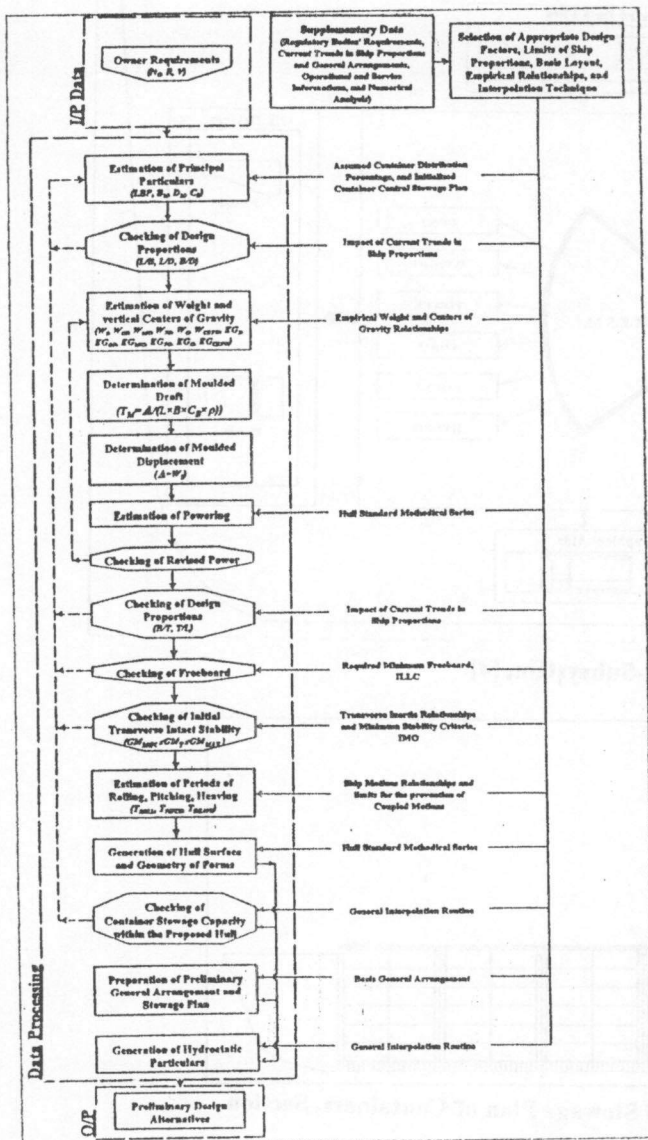 I/P Data
Owner Requirements
Supplementary Data
(Regulatory Bodies' Requirements,
Current Trends in Ship Proportions
and General Arrangements,
Operational and Service
Informations, and Numerical
Analysis)
Selection of Appropriate Design
Factors, Limits of Ship
Proportions, Basis Layout,
Empirical Relationships, and
Interpolation Technique
Data Processing
Estimation of Principal
Particulars
Assumed Container Distribution
Percentage, and Initialized
Container Control Stowage Plan
Checking of Design
Proportions
(L/B, L/D, B/D)
Impact of Current Trends in
Ship Proportions
Estimation of Weight and
vertical Centers of Gravity
Empirical Weight and Centers of
Gravity Relationships
Determination of Moulded
Draft
Determination of Moulded
Displacement
Estimation of Powering
Hull Standard Methodical Series
Checking of Revised Power
Checking of Design
Proportions
(B/T, T/L)
Impact of Current Trends in
Ship Proportions
Checking of Freeboard
Required Minimum Freeboard,
ILLC
Checking of Initial
Transverse Intact Stability
Transverse Inertia Relationships
and Minimum Stability Criteria,
IMO
Estimation of Periods of
Rolling, Pitching, Heaving
Ship Motions Relationships and
limits for the prevention of
Coupled Motions
Generation of Hull Surface
and Geometry of Forms
Hull Standard Methodical Series
Checking of
Container Stowage Capacity
within the Proposed Hull
General Interpolation Routine
Preparation of Preliminary
General Arrangement and
Stowage Plan
Basis General Arrangement
Generation of Hydrostatic
Particulars
General Interpolation Routine
O/P
Preliminary Design
Alternatives